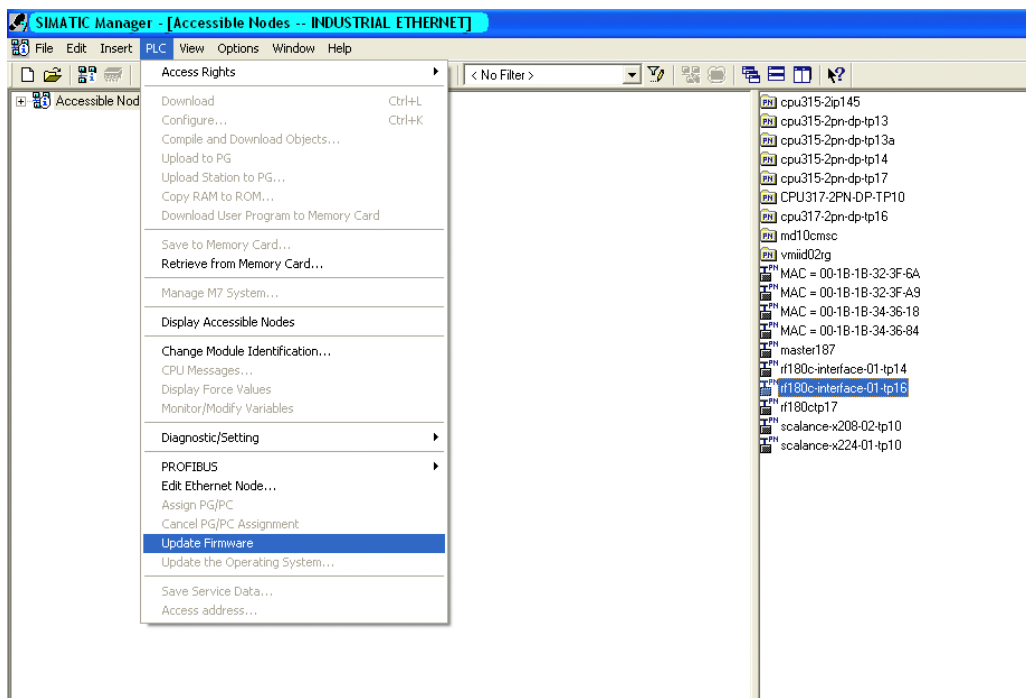 SIMATIC Manager - [Accessible Nodes -- INDUSTRIAL ETHERNET]
File Edit Insert PLC View Options Window Help
< No Filter >
Access Rights
Download Ctrl+L
Configure... Ctrl+K
Compile and Download Objects...
Upload to PG
Upload Station to PG...
Copy RAM to ROM...
Download User Program to Memory Card
Save to Memory Card...
Retrieve from Memory Card...
Manage M7 System...
Display Accessible Nodes
Change Module Identification...
CPU Messages...
Display Force Values
Monitor/Modify Variables
Diagnostic/Setting
PROFIBUS
Edit Ethernet Node...
Assign PG/PC
Cancel PG/PC Assignment
Update Firmware
Update the Operating System...
Save Service Data...
Access address...
Accessible Nod
cpu315-2ip145
cpu315-2pn-dp-tp13
cpu315-2pn-dp-tp13a
cpu315-2pn-dp-tp14
cpu315-2pn-dp-tp17
CPU317-2PN-DP-TP10
cpu317-2pn-dp-tp16
md10cmsc
vmiid02rg
MAC = 00-1B-1B-32-3F-6A
MAC = 00-1B-1B-32-3F-A9
MAC = 00-1B-1B-34-36-18
MAC = 00-1B-1B-34-36-84
master187
rf180c-interface-01-tp14
rf180c-interface-01-tp16
rf180ctp17
scalance-x208-02-tp10
scalance-x224-01-tp10